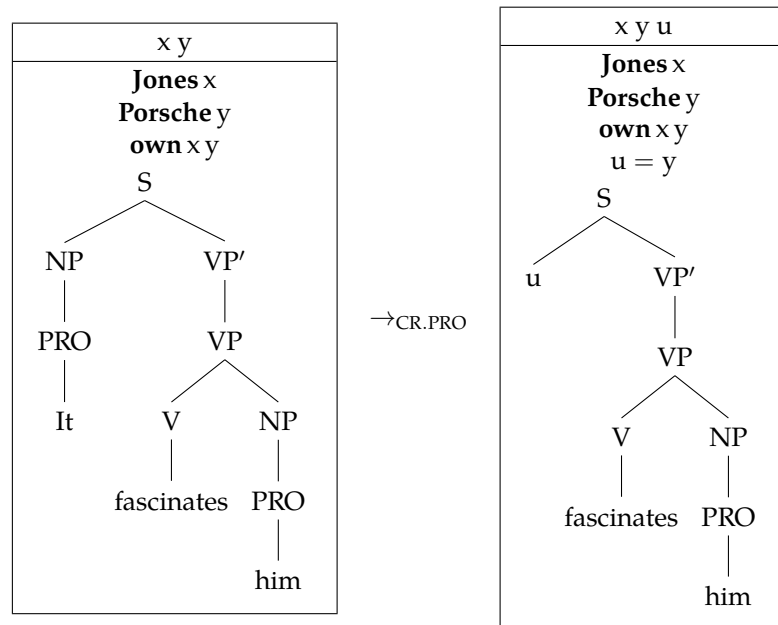 x y
Jones x
Porsche y
own x y
S
NP VP′
PRO VP
It V NP
fascinates PRO
him
→CR.PRO
x y u
Jones x
Porsche y
own x y
u = y
S
u VP′
VP
V NP
fascinates PRO
him